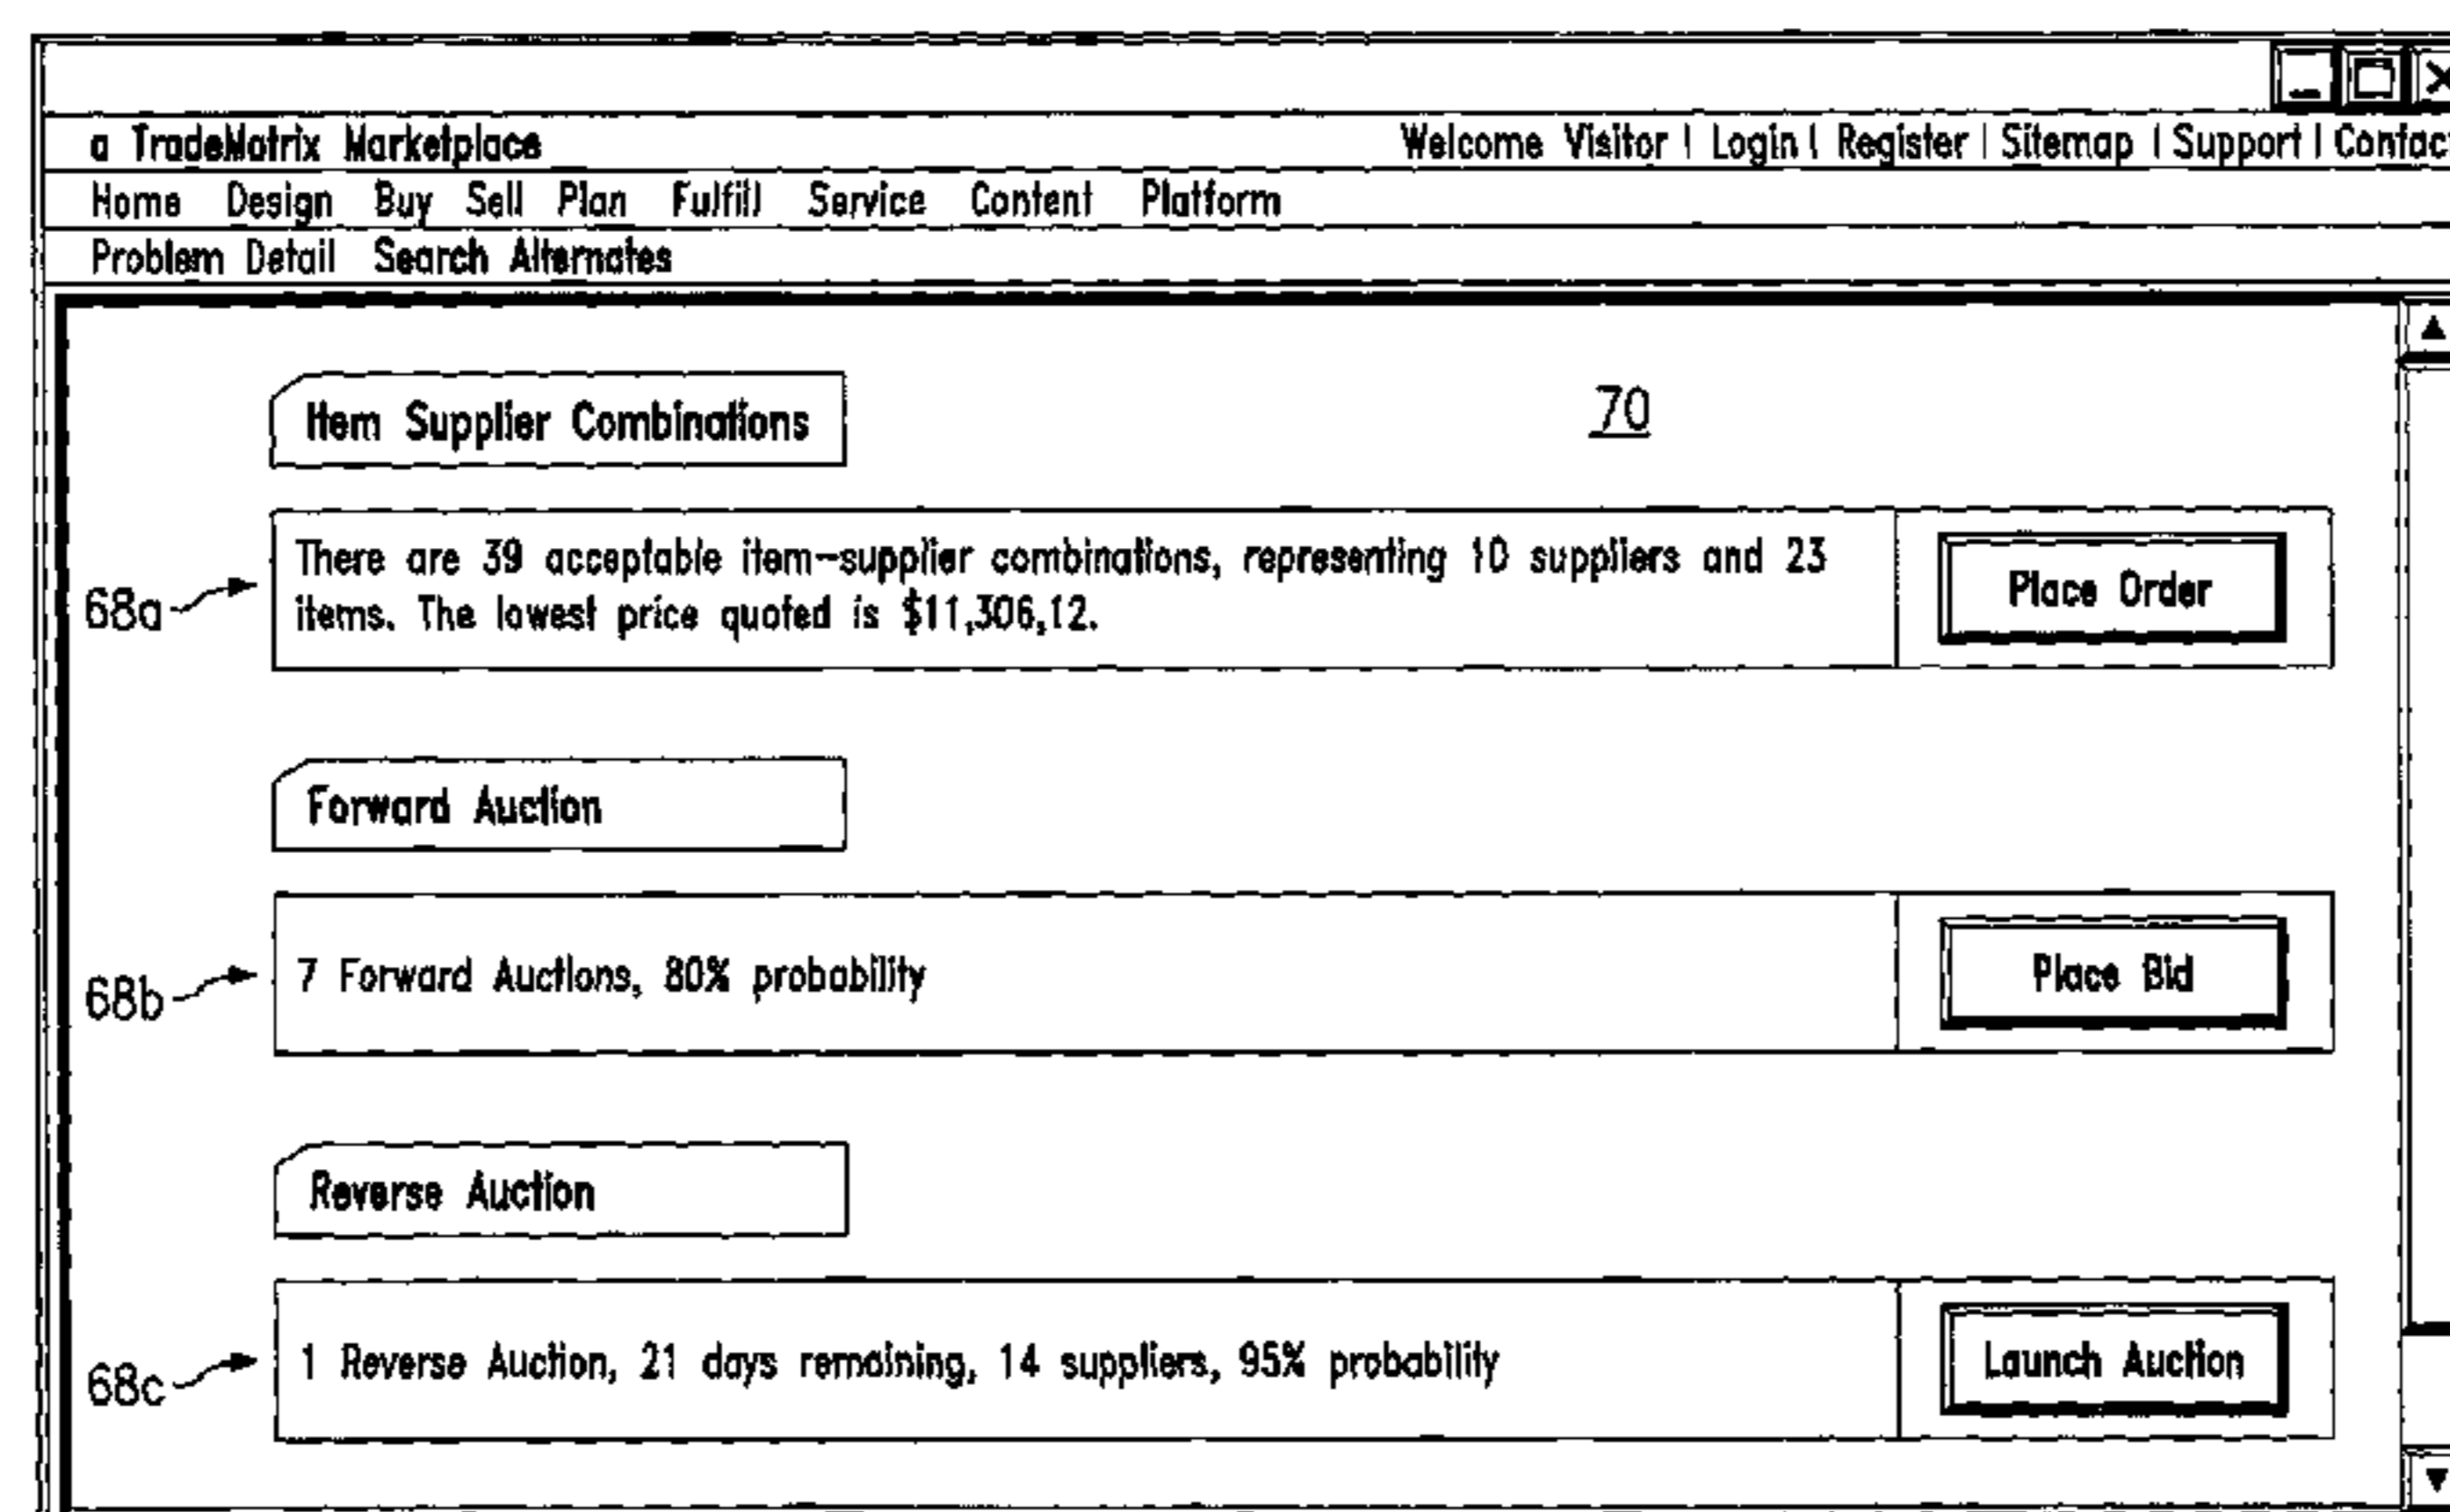 a TradeMatrix Marketplace
Welcome Visitor | Login | Register | Sitemap | Support | Contact
Home Design Buy Sell Plan Fulfill Service Content Platform
Problem Detail Search Alternates
Item Supplier Combinations
70
68a
There are 39 acceptable item-supplier combinations, representing 10 suppliers and 23
items. The lowest price quoted is $11,306,12.
Place Order
Forward Auction
68b
7 Forward Auctions, 80% probability
Place Bid
Reverse Auction
68c
1 Reverse Auction, 21 days remaining, 14 suppliers, 95% probability
Launch Auction